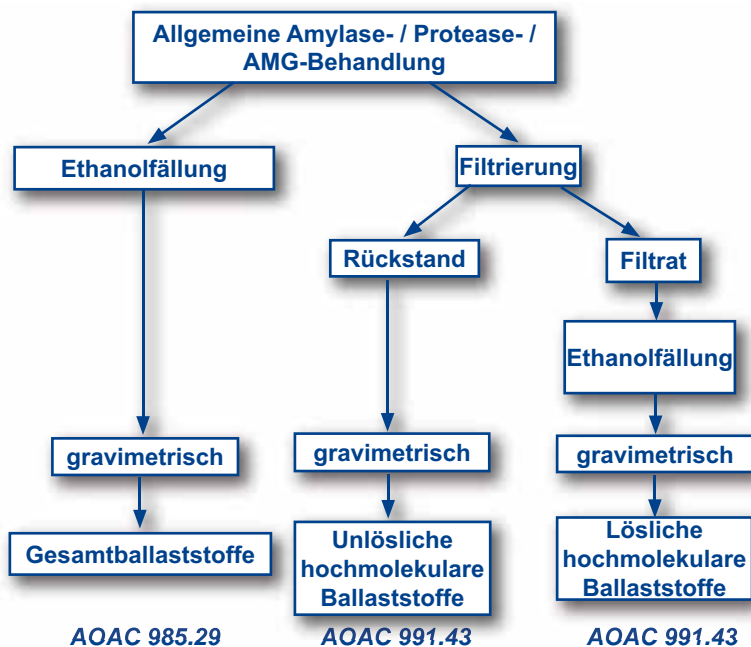 Allgemeine Amylase- / Protease- /
AMG-Behandlung
Ethanolfällung
Filtrierung
Rückstand
Filtrat
Ethanolfällung
gravimetrisch
gravimetrisch
gravimetrisch
Gesamtballaststoffe
Unlösliche
hochmolekulare
Ballaststoffe
Lösliche
hochmolekulare
Ballaststoffe
AOAC 985.29
AOAC 991.43
AOAC 991.43